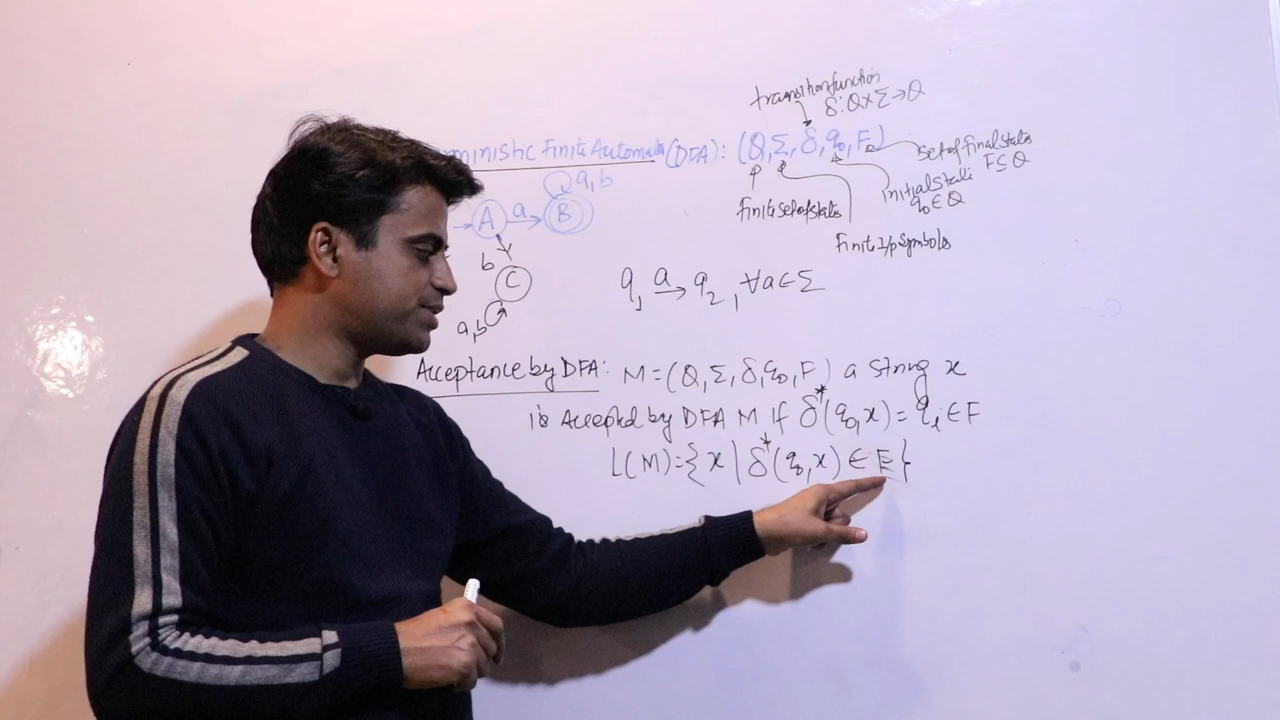 transition function
δ: Q×Σ→Q
ministic Finite Automata (DFA): (Q,Σ,δ,q₀,F)
set of final states
F⊆Q
initial state
q₀∈Q
finite set of states
Finite I/p symbols
a,b
A a B
b
C
a,b
q₁ a→ q₂, ∀a∈Σ
Acceptance by DFA: M=(Q,Σ,δ,q₀,F) a string x
is Accepted by DFA M if δ*(q₀,x)=qᵢ∈F
L(M)={x|δ*(q₀,x)∈F}